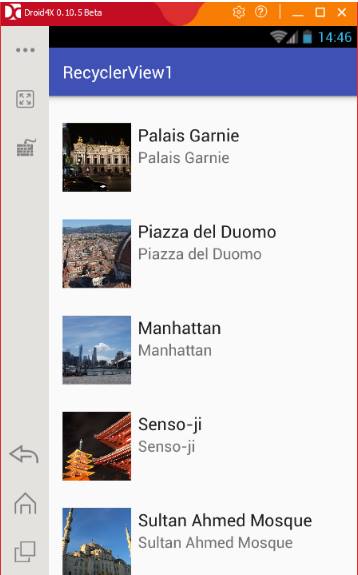 Droid4X 0.10.5 Beta
14:46
RecyclerView1
Palais Garnie
Palais Garnie
Piazza del Duomo
Piazza del Duomo
Manhattan
Manhattan
Senso-ji
Senso-ji
Sultan Ahmed Mosque
Sultan Ahmed Mosque